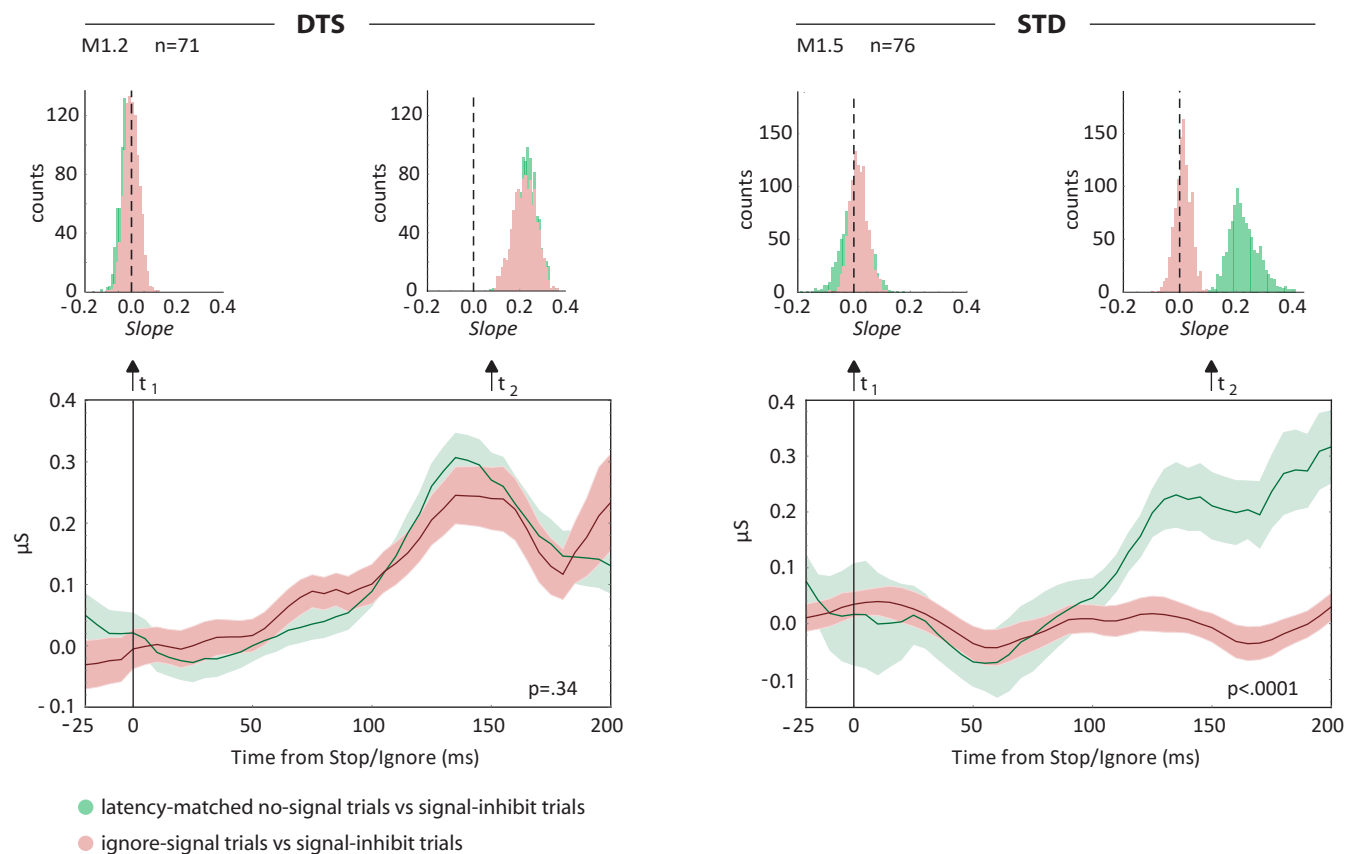 DTS
M1.2 n=71
120
80
40
0
counts
-0.2 0.0 0.2 0.4
Slope
120
80
40
0
counts
-0.2 0.0 0.2 0.4
Slope
t1
t2
0.4
0.3
0.2
0.1
0.0
- 0.1
µS
p=.34
-25 0 50 100 150 200
Time from Stop/Ignore (ms)
STD
M1.5 n=76
150
100
50
0
counts
-0.2 0.0 0.2 0.4
Slope
150
100
50
0
counts
-0.2 0.0 0.2 0.4
Slope
t1
t2
0.4
0.3
0.2
0.1
0.0
-0.1
µS
p<.0001
-25 0 50 100 150 200
Time from Stop/Ignore (ms)
latency-matched no-signal trials vs signal-inhibit trials
ignore-signal trials vs signal-inhibit trials